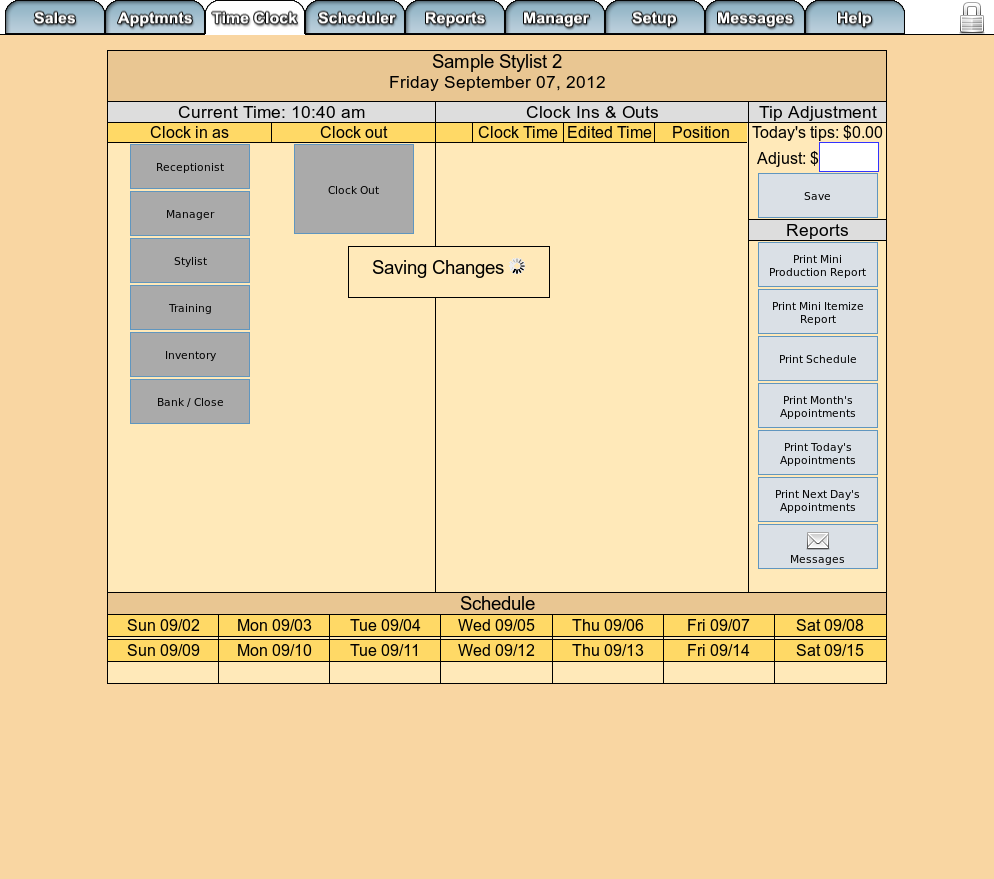 Sales Apptmnts Time Clock Scheduler Reports Manager Setup Messages Help
Sample Stylist 2
Friday September 07, 2012
Current Time: 10:40 am
Clock Ins & Outs
Tip Adjustment
Clock in as
Clock out
Clock Time
Edited Time
Position
Today's tips: $0.00
Adjust: $
Save
Receptionist
Manager
Stylist
Training
Inventory
Bank / Close
Clock Out
Saving Changes
Reports
Print Mini
Production Report
Print Mini Itemize
Report
Print Schedule
Print Month's
Appointments
Print Today's
Appointments
Print Next Day's
Appointments
Messages
Schedule
Sun 09/02 Mon 09/03 Tue 09/04 Wed 09/05 Thu 09/06 Fri 09/07 Sat 09/08
Sun 09/09 Mon 09/10 Tue 09/11 Wed 09/12 Thu 09/13 Fri 09/14 Sat 09/15